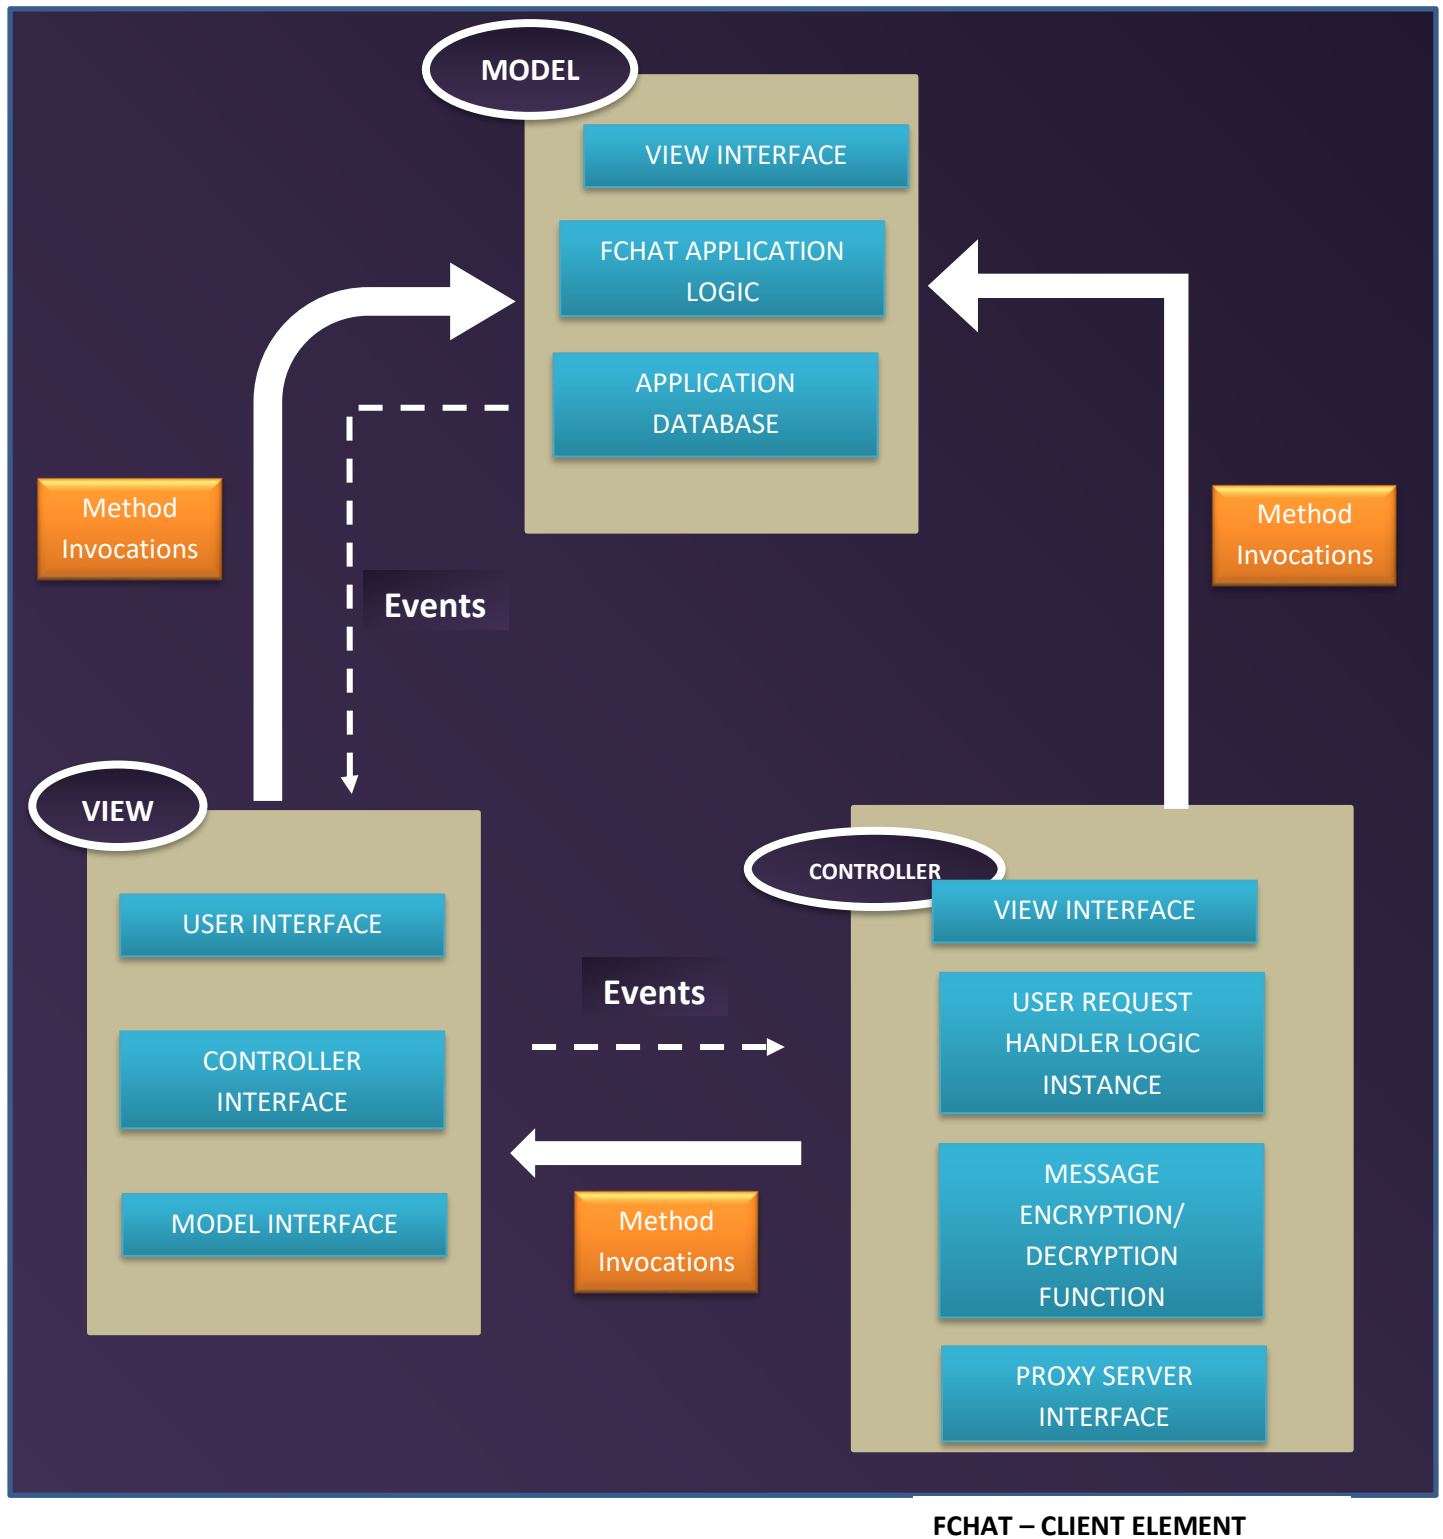 MODEL
VIEW INTERFACE
FCHAT APPLICATION
LOGIC
APPLICATION
DATABASE
Method
Invocations
Method
Invocations
Events
VIEW
USER INTERFACE
CONTROLLER
INTERFACE
MODEL INTERFACE
Events
Method
Invocations
CONTROLLER
VIEW INTERFACE
USER REQUEST
HANDLER LOGIC
INSTANCE
MESSAGE
ENCRYPTION/
DECRYPTION
FUNCTION
PROXY SERVER
INTERFACE
FCHAT – CLIENT ELEMENT